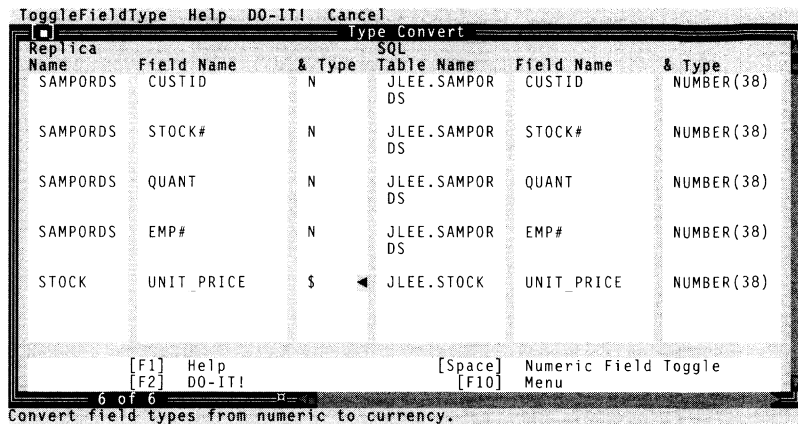 ToggleFieldType Help DO-IT! Cancel
Type Convert
Replica SQL
Name Field Name & Type Table Name Field Name & Type
SAMPORDS CUSTID N JLEE.SAMPOR CUSTID NUMBER(38)
DS
SAMPORDS STOCK# N JLEE.SAMPOR STOCK# NUMBER(38)
DS
SAMPORDS QUANT N JLEE.SAMPOR QUANT NUMBER(38)
DS
SAMPORDS EMP# N JLEE.SAMPOR EMP# NUMBER(38)
DS
STOCK UNIT_PRICE $ JLEE.STOCK UNIT_PRICE NUMBER(38)
[F1] Help [Space] Numeric Field Toggle
[F2] DO-IT! [F10] Menu
6 of 6
Convert field types from numeric to currency.